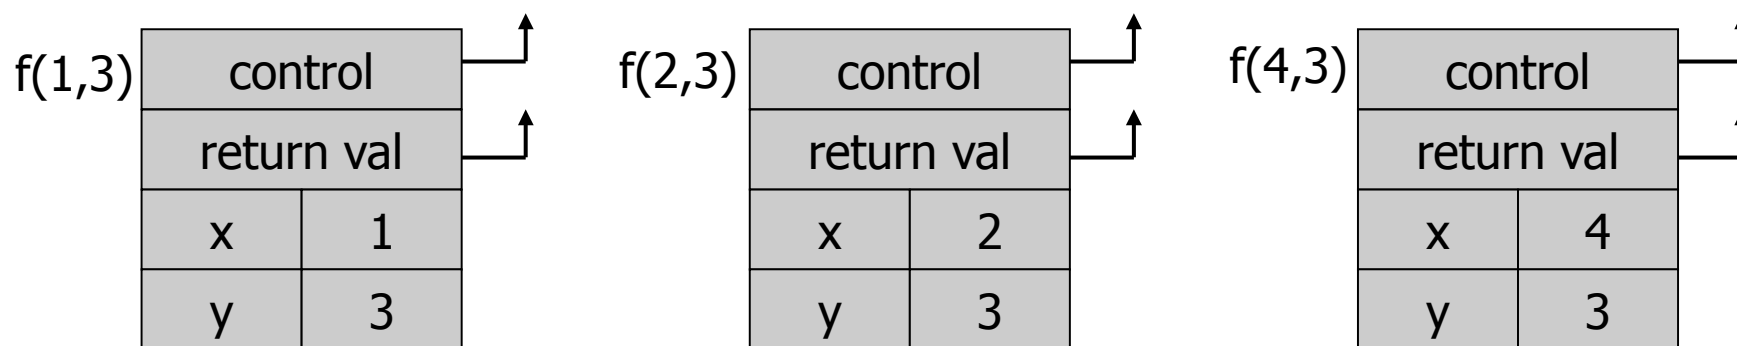 f(1,3) control f(2,3) control f(4,3) control
return val return val return val
x 1 x 2 x 4
y 3 y 3 y 3